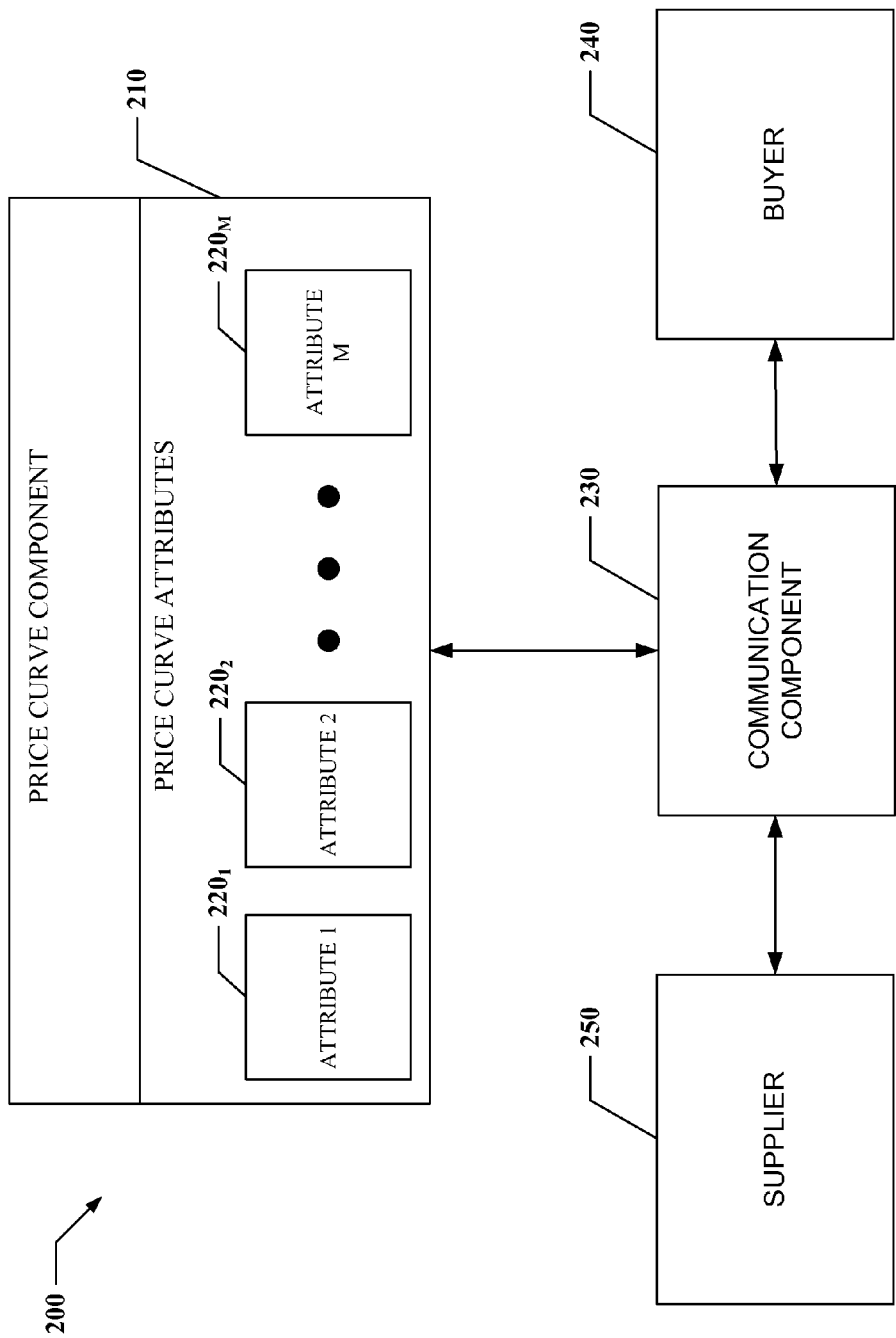 200
PRICE CURVE COMPONENT
210
PRICE CURVE ATTRIBUTES
220₁
220₂
220M
ATTRIBUTE 1
ATTRIBUTE 2
ATTRIBUTE
M
250
230
240
SUPPLIER
COMMUNICATION
COMPONENT
BUYER